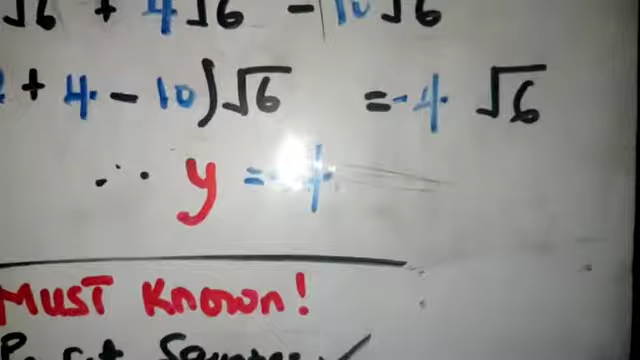 √6 + 4√6 - 10√6
+ 4 - 10)√6 = -4 √6
∴ y = -4
MUST KNOWN!